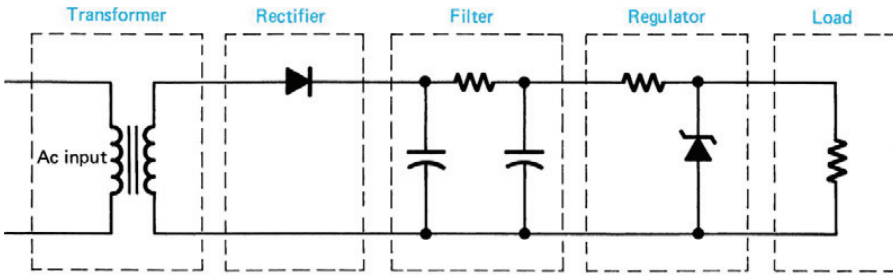 Transformer
Rectifier
Filter
Regulator
Load
Ac input